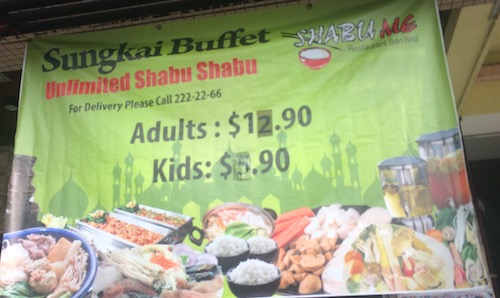 Sungkai Buffet
SHABU ME
Restaurant Sdn Bhd
Unlimited Shabu Shabu
For Delivery Please Call 222-22-66
Adults : $12.90
Kids: $5.90